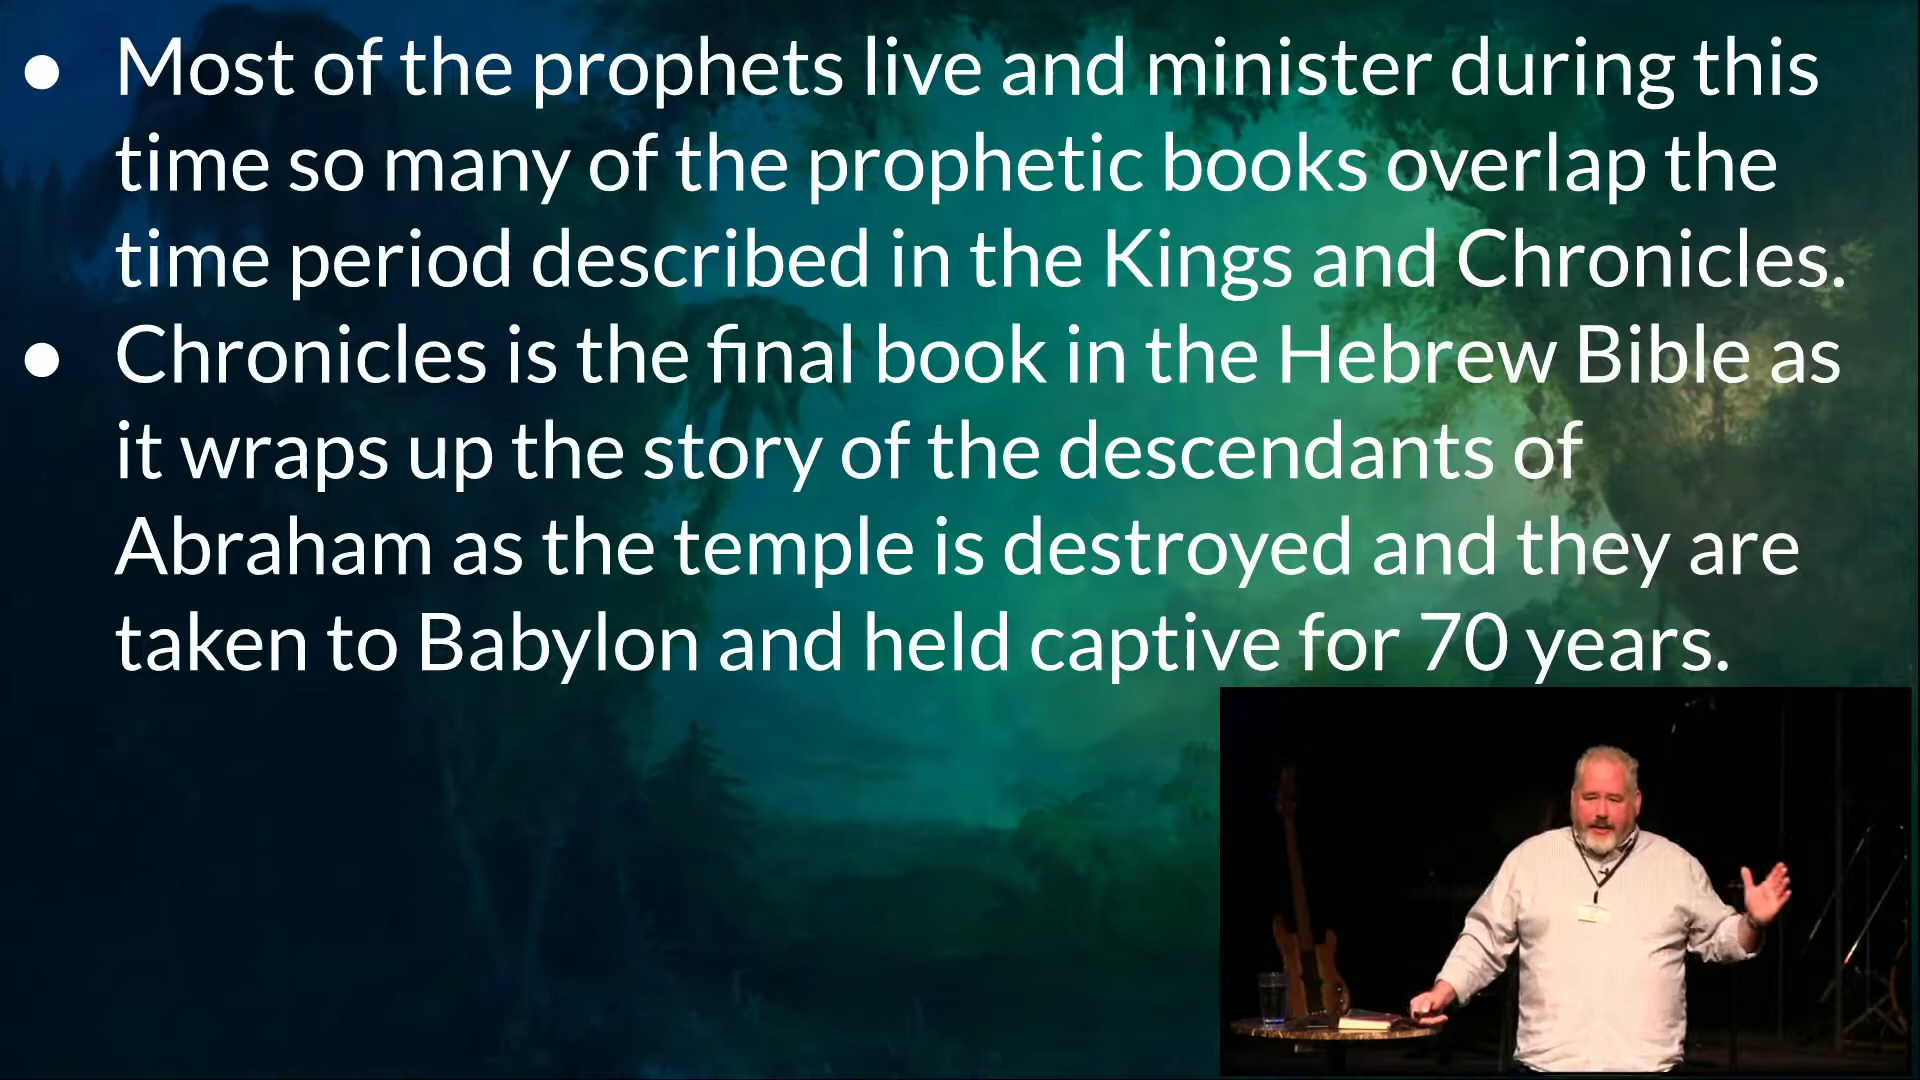 ● Most of the prophets live and minister during this
time so many of the prophetic books overlap the
time period described in the Kings and Chronicles.
● Chronicles is the final book in the Hebrew Bible as
it wraps up the story of the descendants of
Abraham as the temple is destroyed and they are
taken to Babylon and held captive for 70 years.